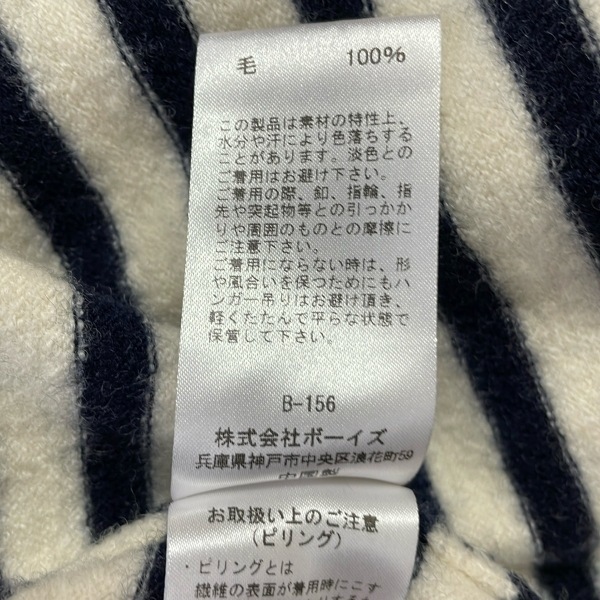 毛 100%
この製品は素材の特性上、
水分や汗により色落ちする
ことがあります。淡色との
ご着用はお避け下さい。
ご着用の際、釦、指輪、指
先や突起物等との引っかか
りや周囲のものとの摩擦に
ご注意下さい。
ご着用にならない時は、形
や風合いを保つためにもハ
ンガー吊りはお避け頂き、
軽くたたんで平らな状態で
保管して下さい。
B-156
株式会社ボーイズ
兵庫県神戸市中央区浪花町59
中国製
お取扱い上のご注意
(ピリング)
・ピリングとは
繊維の表面が着用時にこす